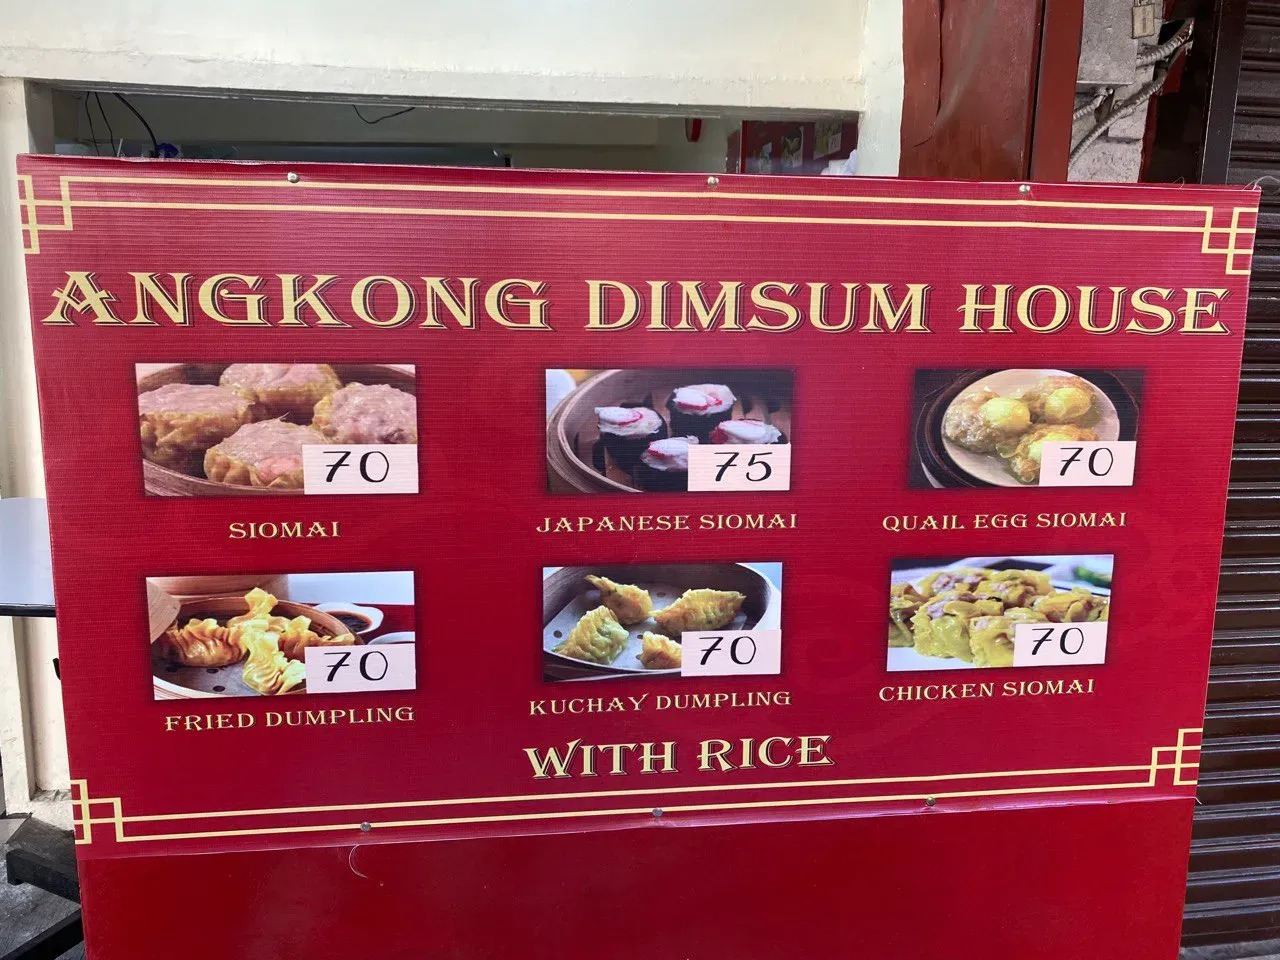 ANGKONG DIMSUM HOUSE
70
75
70
SIOMAI
JAPANESE SIOMAI
QUAIL EGG SIOMAI
70
70
70
FRIED DUMPLING
KUCHAY DUMPLING
CHICKEN SIOMAI
WITH RICE